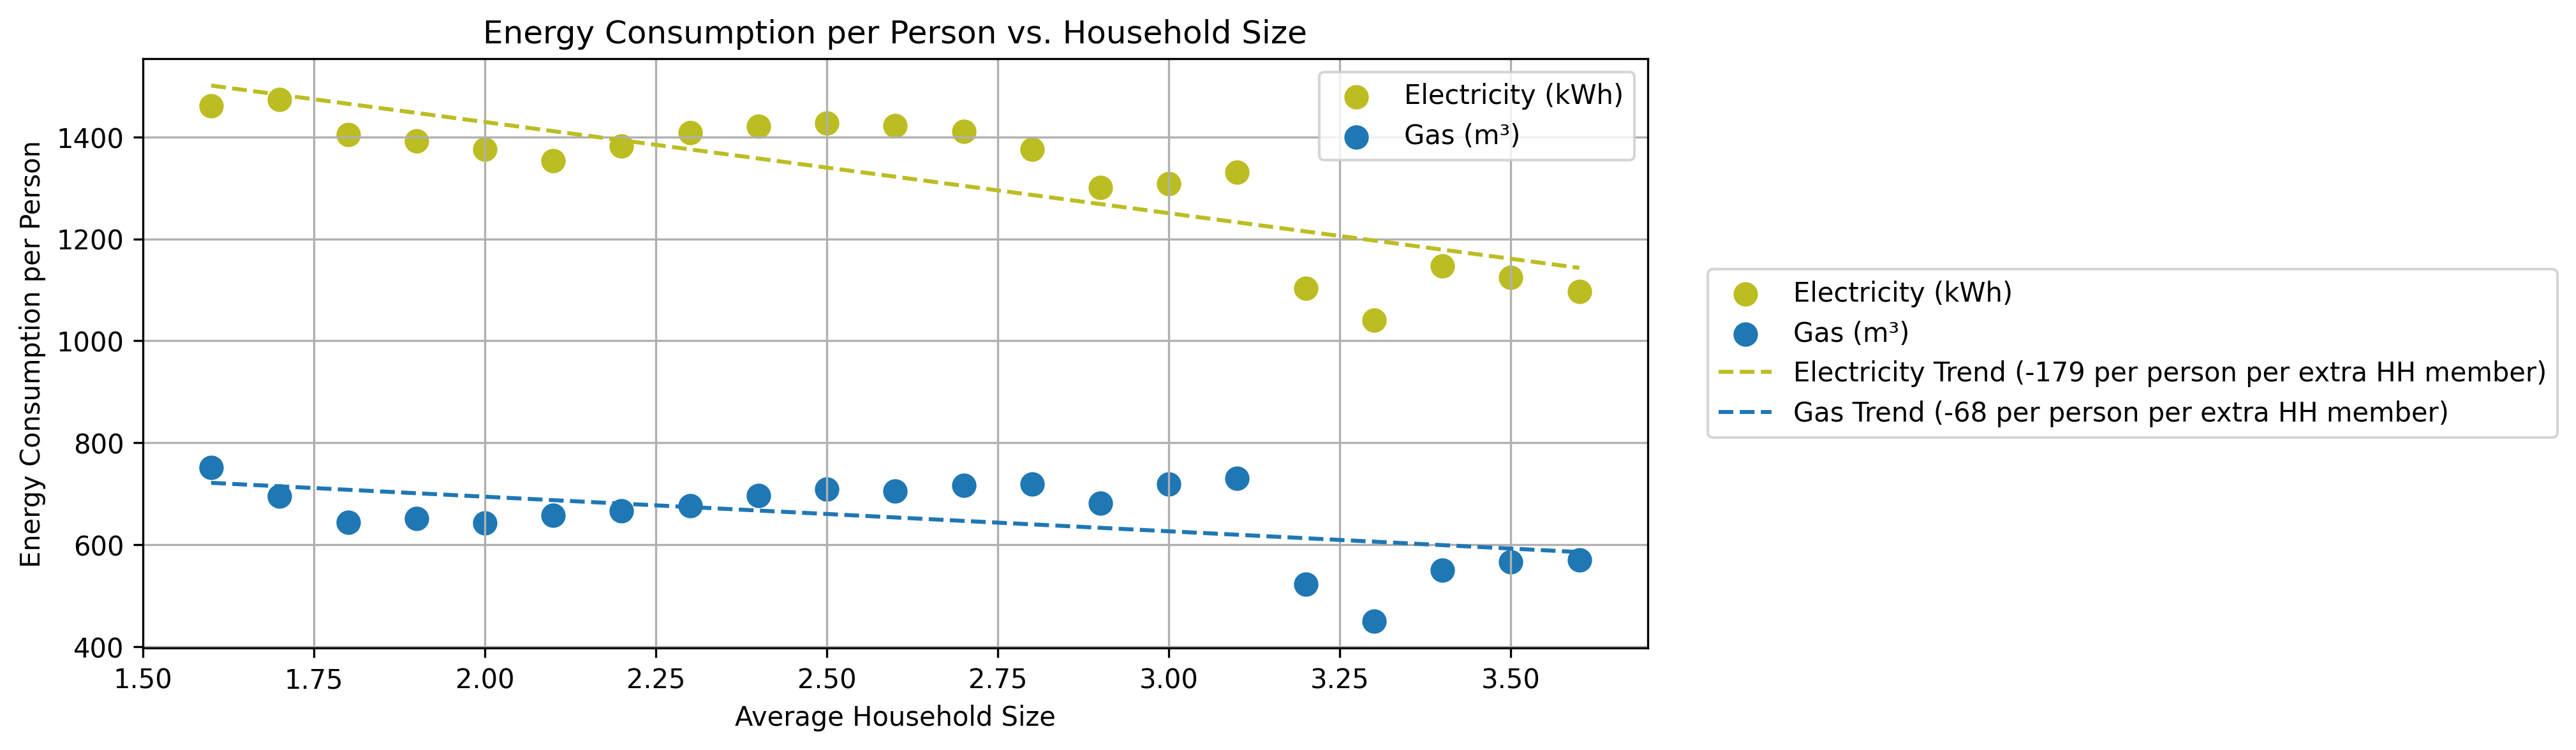 Energy Consumption per Person vs. Household Size
Energy Consumption per Person
1400
1200
1000
800
600
400
1.50 1.75 2.00 2.25 2.50 2.75 3.00 3.25 3.50
Average Household Size
Electricity (kWh)
Gas (m³)
Electricity (kWh)
Gas (m³)
Electricity Trend (-179 per person per extra HH member)
Gas Trend (-68 per person per extra HH member)